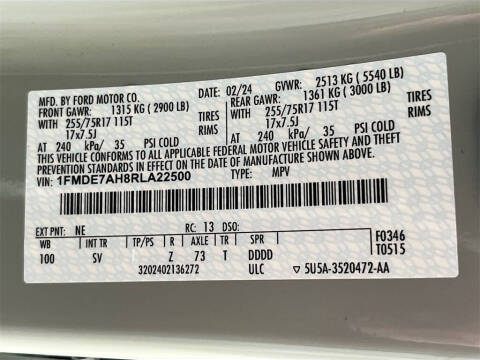 MFD. BY FORD MOTOR CO.
02/24 GVWR: 2513 KG (5540 LB)
FRONT GAWR: 1315 KG (2900 LB) REAR GAWR: 1361 KG (3000 LB)
WITH WITH
255/75R17 115T TIRES 255/75R17 115T TIRES
17x7.5J RIMS 17x7.5J RIMS
AT 240 kPa/ 35 PSI COLD AT 240 kPa/ 35 PSI COLD
THIS VEHICLE CONFORMS TO ALL APPLICABLE FEDERAL MOTOR VEHICLE SAFETY AND BUMPER STANDARDS IN EFFECT ON THE DATE OF MANUFACTURE SHOWN ABOVE.
VIN: 1FMDE7AH8RLA22500
TYPE: MPV
EXT PNT: NE RC: 13 DSO: F0346
WB INT TR TP/PS R AXLE TR SPR T0515
100 SV Z 73 T DDDD
3202402136272 ULC 5U5A-3520472-AA